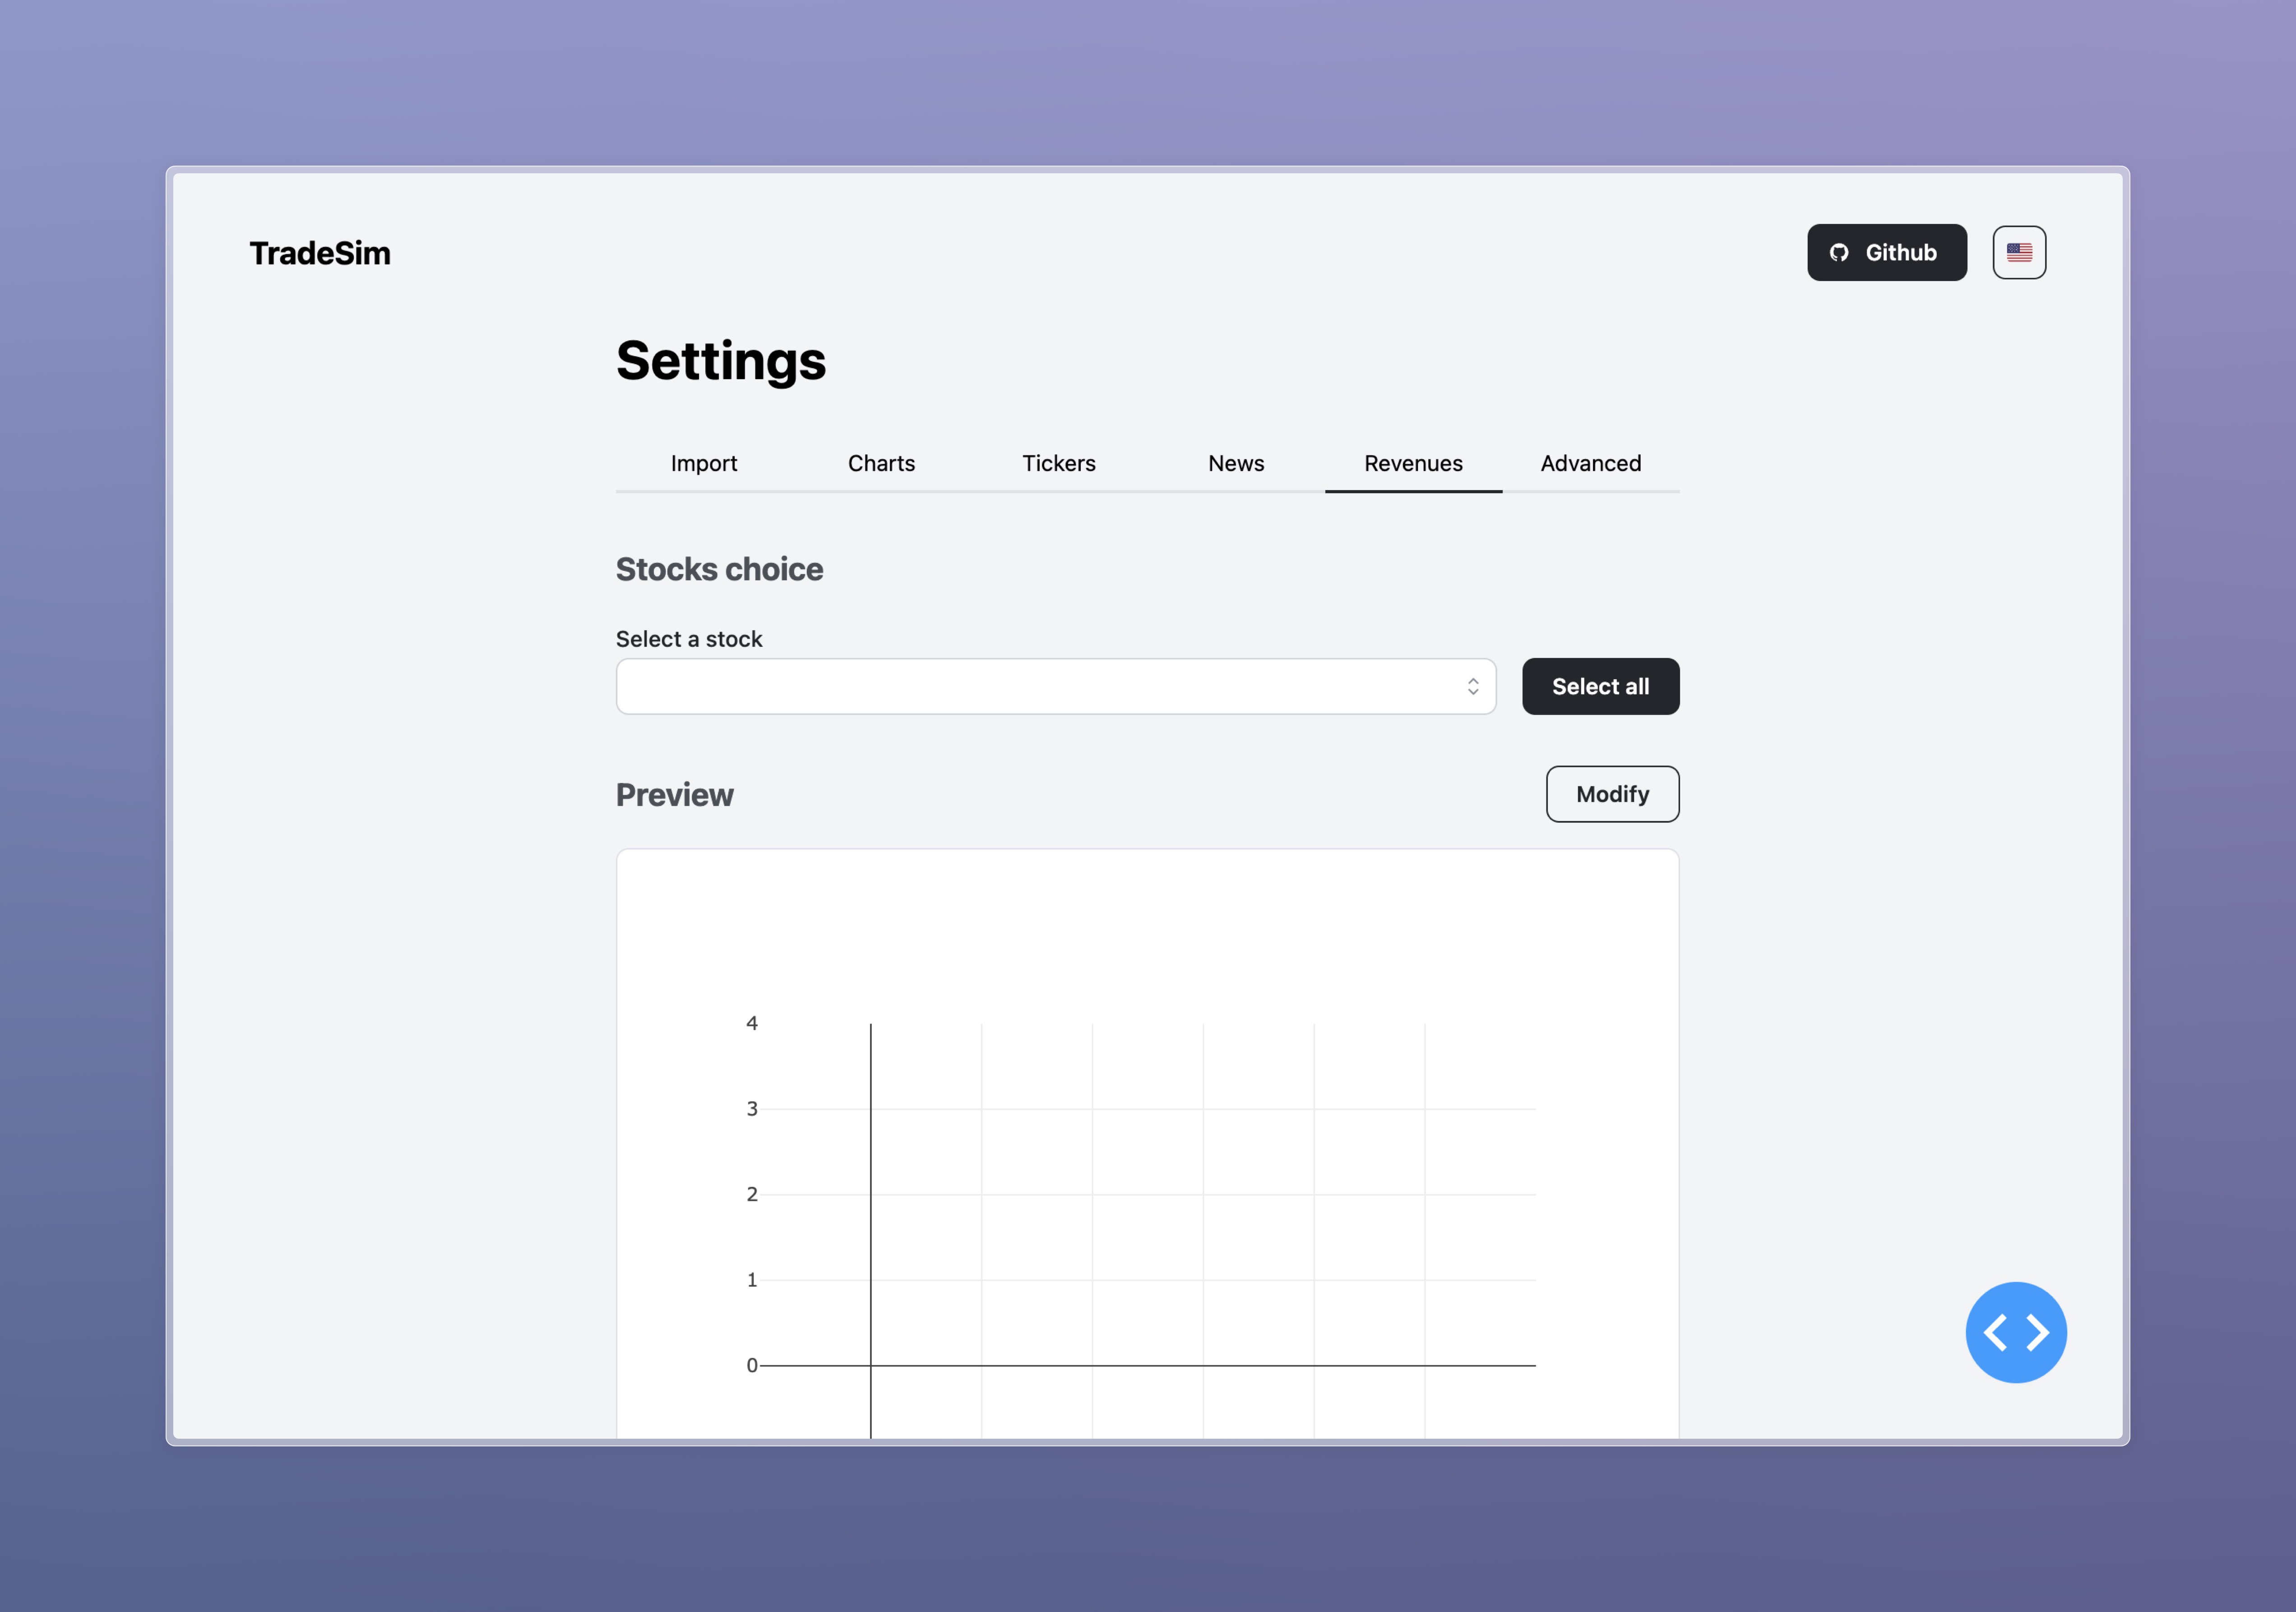 TradeSim
Github
Settings
Import Charts Tickers News Revenues Advanced
Stocks choice
Select a stock
Select all
Preview
Modify
4
3
2
1
0